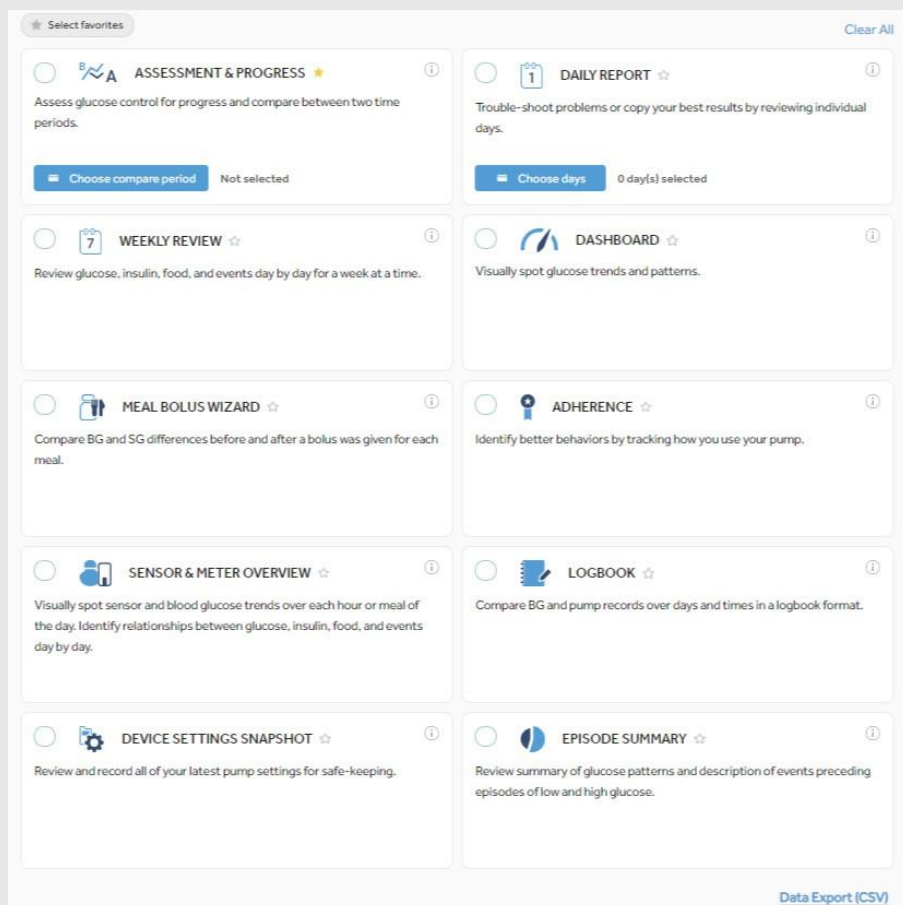 Select favorites
Clear All
B A ASSESSMENT & PROGRESS
Assess glucose control for progress and compare between two time
periods.
Choose compare period Not selected
1 DAILY REPORT
Trouble-shoot problems or copy your best results by reviewing individual
days.
Choose days 0 day(s) selected
7 WEEKLY REVIEW
Review glucose, insulin, food, and events day by day for a week at a time.
DASHBOARD
Visually spot glucose trends and patterns.
MEAL BOLUS WIZARD
Compare BG and SG differences before and after a bolus was given for each
meal.
ADHERENCE
Identify better behaviors by tracking how you use your pump.
SENSOR & METER OVERVIEW
Visually spot sensor and blood glucose trends over each hour or meal of
the day. Identify relationships between glucose, insulin, food, and events
day by day.
LOGBOOK
Compare BG and pump records over days and times in a logbook format.
DEVICE SETTINGS SNAPSHOT
Review and record all of your latest pump settings for safe-keeping.
EPISODE SUMMARY
Review summary of glucose patterns and description of events preceding
episodes of low and high glucose.
Data Export (CSV)